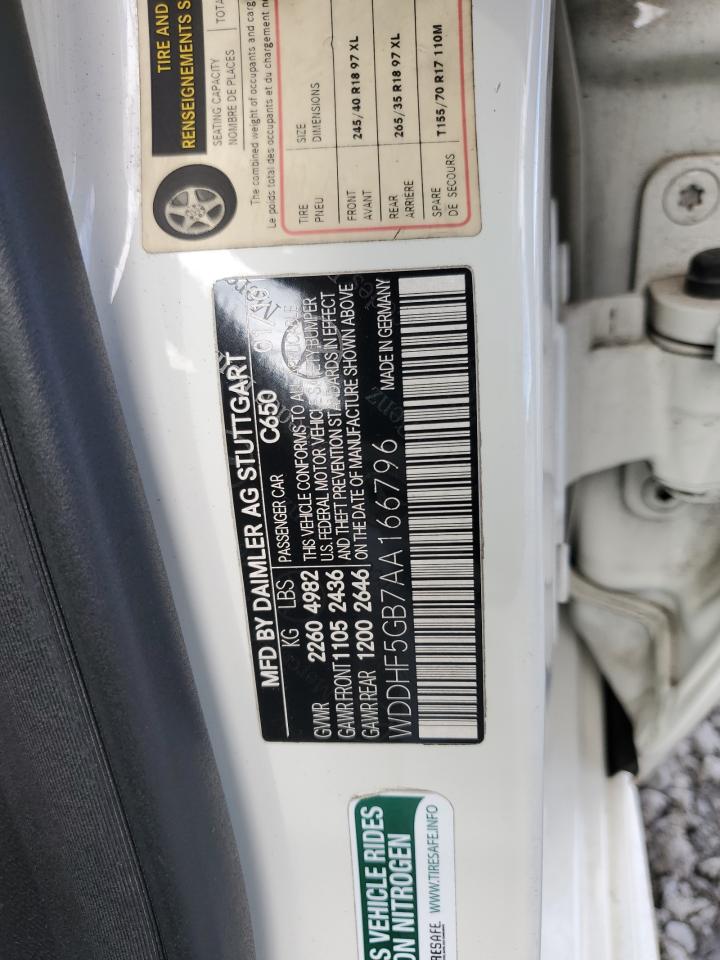 TIRE AND
RENSEIGNEMENTS S
SEATING CAPACITY
NOMBRE DE PLACES
TOTA
The combined weight of occupants and carg
Le poids total des occupants et du chargement
TIRE
PNEU
SIZE
DIMENSIONS
FRONT
AVANT
245/40 R18 97 XL
REAR
ARRIÈRE
265/35 R18 97 XL
SPARE
DE SECOURS
T155/70 R17 110M
MFD BY DAIMLER AG STUTTGART
C650
KG LBS
PASSENGER CAR
GVWR 2260 4982
GAWR FRONT 1105 2436
GAWR REAR 1200 2646
THIS VEHICLE CONFORMS TO ALL
U.S. FEDERAL MOTOR VEHICLE SAFETY, BUMPER
AND THEFT PREVENTION STANDARDS IN EFFECT
ON THE DATE OF MANUFACTURE SHOWN ABOVE
WDDHF5GB7AA166796
MADE IN GERMANY
S VEHICLE RIDES
ON NITROGEN
RESAFE WWW.TIRESAFE.INFO